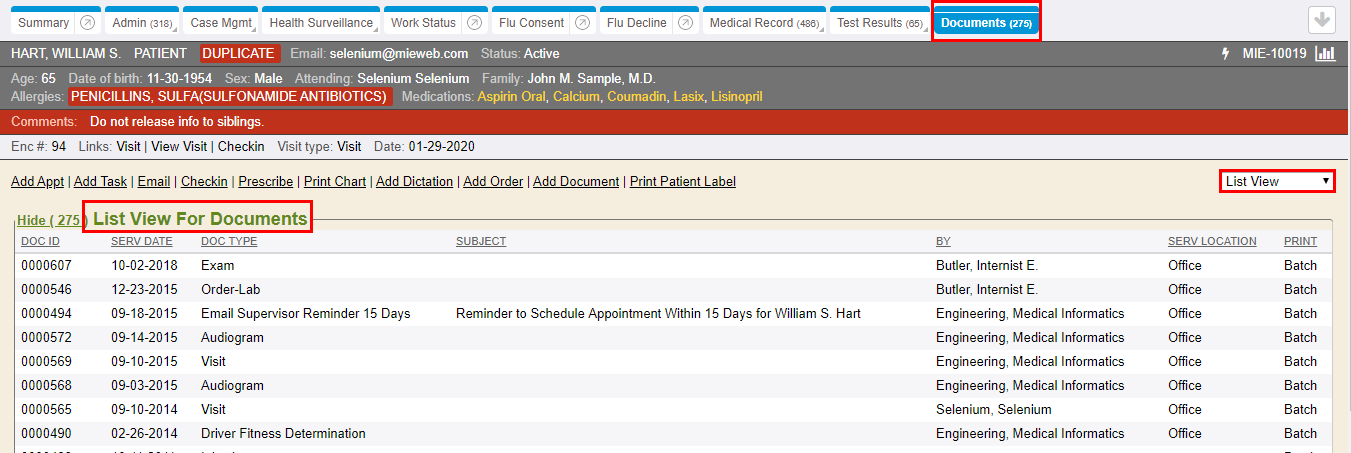 Summary Admin (318) Case Mgmt Health Surveillance Work Status Flu Consent Flu Decline Medical Record (486) Test Results (65) Documents (275)
HART, WILLIAM S. PATIENT DUPLICATE Email: selenium@mieweb.com Status: Active MIE-10019
Age: 65 Date of birth: 11-30-1954 Sex: Male Attending: Selenium Selenium Family: John M. Sample, M.D.
Allergies: PENICILLINS, SULFA(SULFONAMIDE ANTIBIOTICS) Medications: Aspirin Oral, Calcium, Coumadin, Lasix, Lisinopril
Comments: Do not release info to siblings.
Enc #: 94 Links: Visit | View Visit | Checkin Visit type: Visit Date: 01-29-2020
Add Appt | Add Task | Email | Checkin | Prescribe | Print Chart | Add Dictation | Add Order | Add Document | Print Patient Label List View
Hide ( 275 ) List View For Documents
DOC ID SERV DATE DOC TYPE SUBJECT BY SERV LOCATION PRINT
0000607 10-02-2018 Exam Butler, Internist E. Office Batch
0000546 12-23-2015 Order-Lab Butler, Internist E. Office Batch
0000494 09-18-2015 Email Supervisor Reminder 15 Days Reminder to Schedule Appointment Within 15 Days for William S. Hart Engineering, Medical Informatics Office Batch
0000572 09-14-2015 Audiogram Engineering, Medical Informatics Office Batch
0000569 09-10-2015 Visit Engineering, Medical Informatics Office Batch
0000568 09-03-2015 Audiogram Engineering, Medical Informatics Office Batch
0000565 09-10-2014 Visit Selenium, Selenium Office Batch
0000490 02-26-2014 Driver Fitness Determination Engineering, Medical Informatics Office Batch